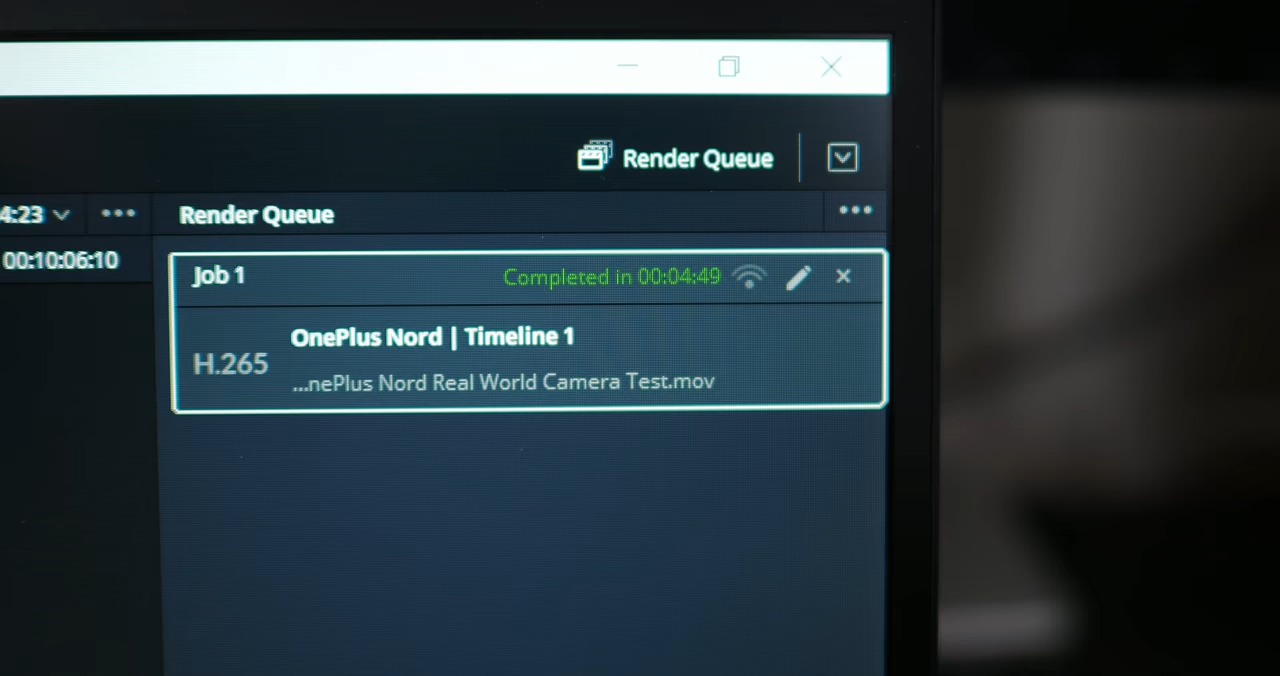 Render Queue
4:23
Render Queue
00:10:06:10
Job 1
Completed in 00:04:49
OnePlus Nord | Timeline 1
H.265
...nePlus Nord Real World Camera Test.mov